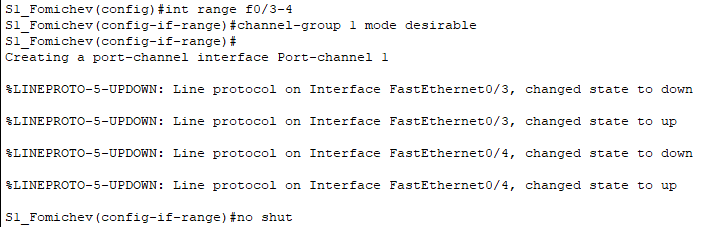 S1_Fomichev(config)#int range f0/3-4
S1_Fomichev(config-if-range)#channel-group 1 mode desirable
S1_Fomichev(config-if-range)#
Creating a port-channel interface Port-channel 1
%LINEPROTO-5-UPDOWN: Line protocol on Interface FastEthernet0/3, changed state to down
%LINEPROTO-5-UPDOWN: Line protocol on Interface FastEthernet0/3, changed state to up
%LINEPROTO-5-UPDOWN: Line protocol on Interface FastEthernet0/4, changed state to down
%LINEPROTO-5-UPDOWN: Line protocol on Interface FastEthernet0/4, changed state to up
S1_Fomichev(config-if-range)#no shut